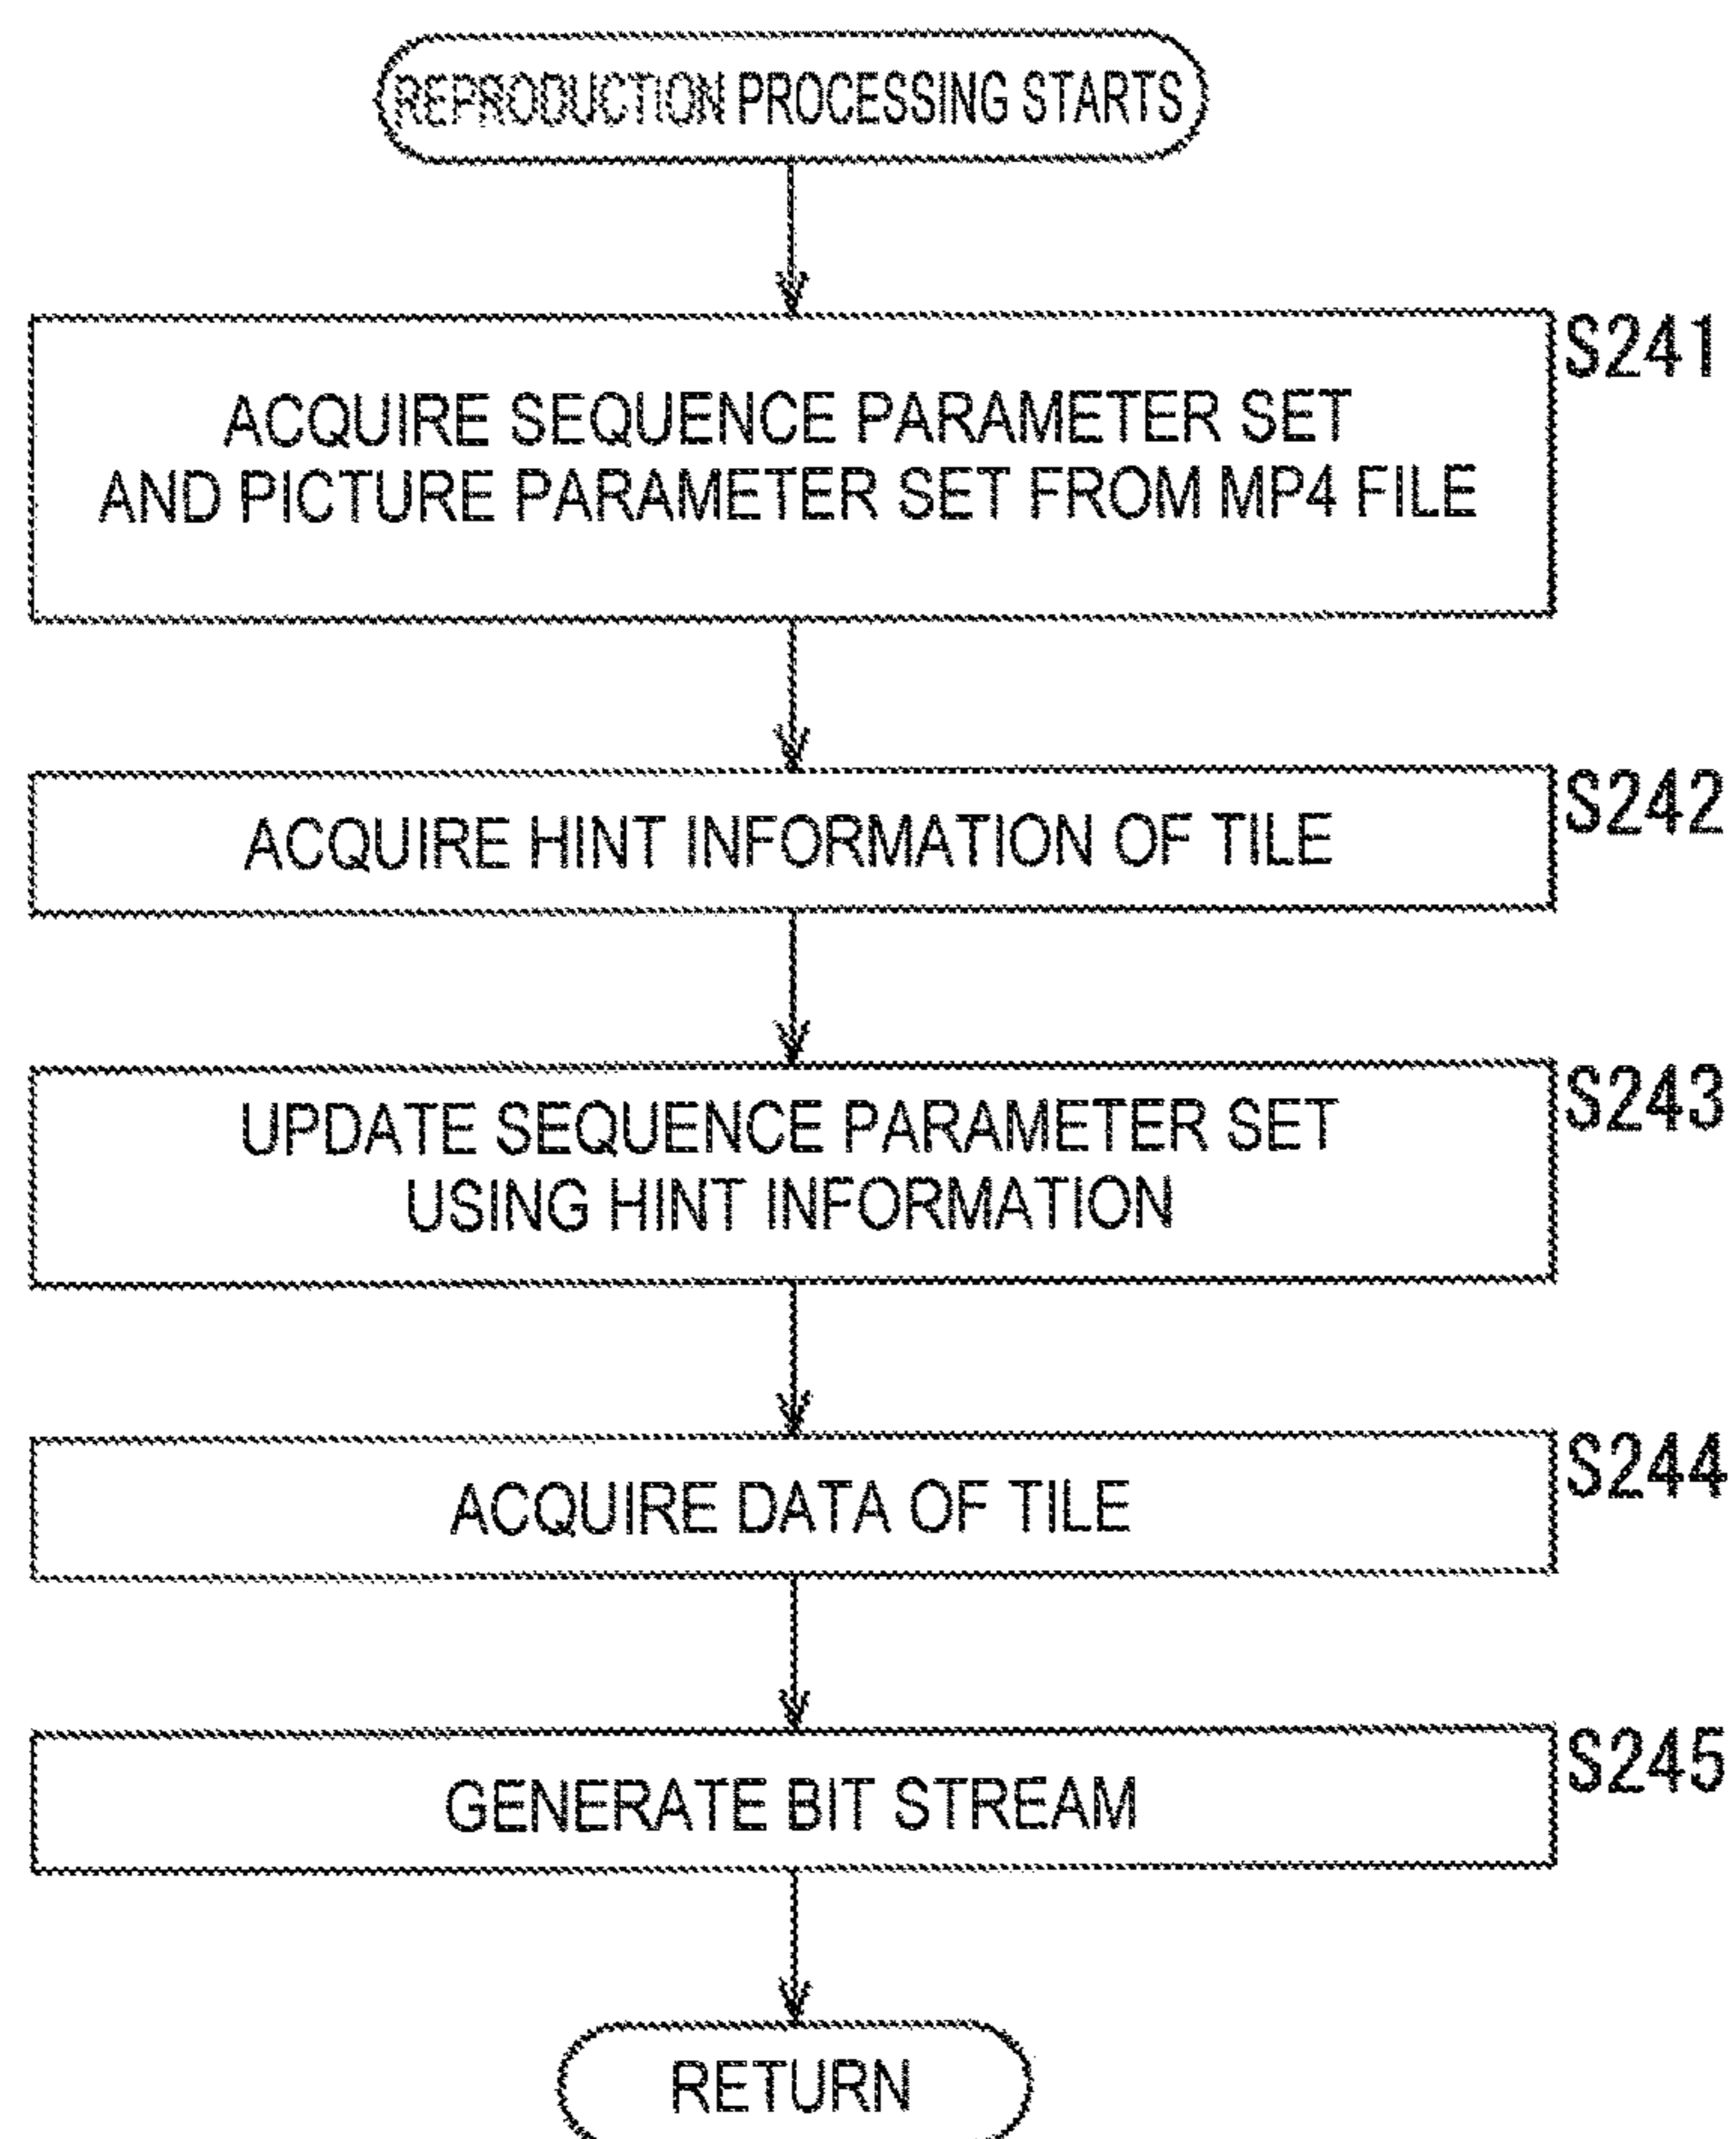 REPRODUCTION PROCESSING STARTS
S241
ACQUIRE SEQUENCE PARAMETER SET
AND PICTURE PARAMETER SET FROM MP4 FILE
S242
ACQUIRE HINT INFORMATION OF TILE
S243
UPDATE SEQUENCE PARAMETER SET
USING HINT INFORMATION
S244
ACQUIRE DATA OF TILE
S245
GENERATE BIT STREAM
RETURN